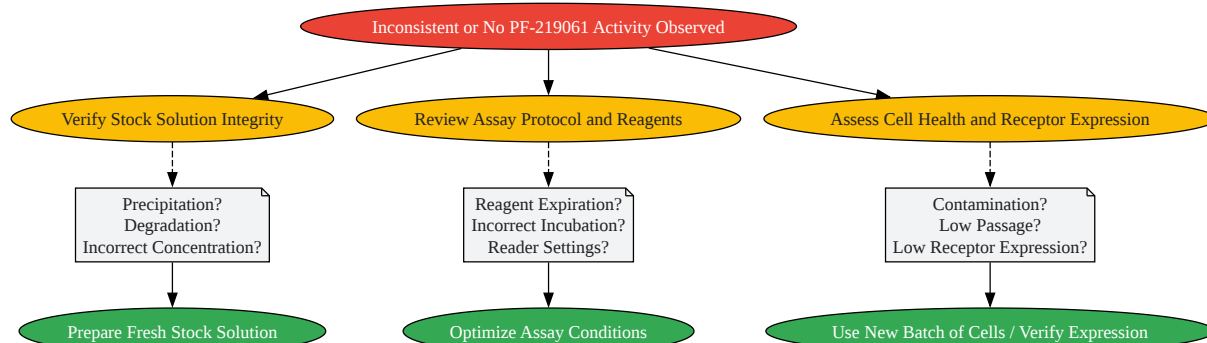 Inconsistent or No PF-219061 Activity Observed
Verify Stock Solution Integrity
Review Assay Protocol and Reagents
Assess Cell Health and Receptor Expression
Precipitation?
Degradation?
Incorrect Concentration?
Reagent Expiration?
Incorrect Incubation?
Reader Settings?
Contamination?
Low Passage?
Low Receptor Expression?
Prepare Fresh Stock Solution
Optimize Assay Conditions
Use New Batch of Cells / Verify Expression